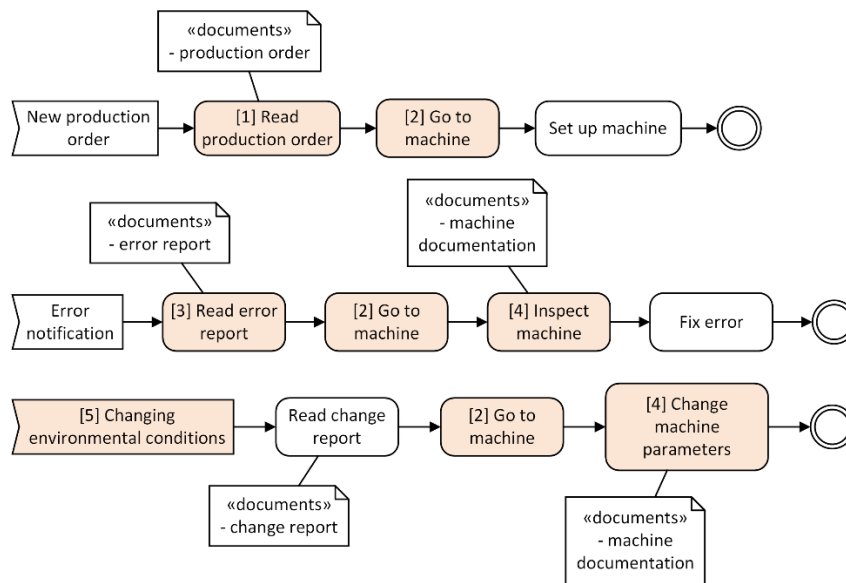 «documents»
- production order
New production
order
[1] Read
production order
[2] Go to
machine
Set up machine
«documents»
- error report
«documents»
- machine
documentation
Error
notification
[3] Read error
report
[2] Go to
machine
[4] Inspect
machine
Fix error
[5] Changing
environmental conditions
Read change
report
[2] Go to
machine
[4] Change
machine
parameters
«documents»
- change report
«documents»
- machine
documentation